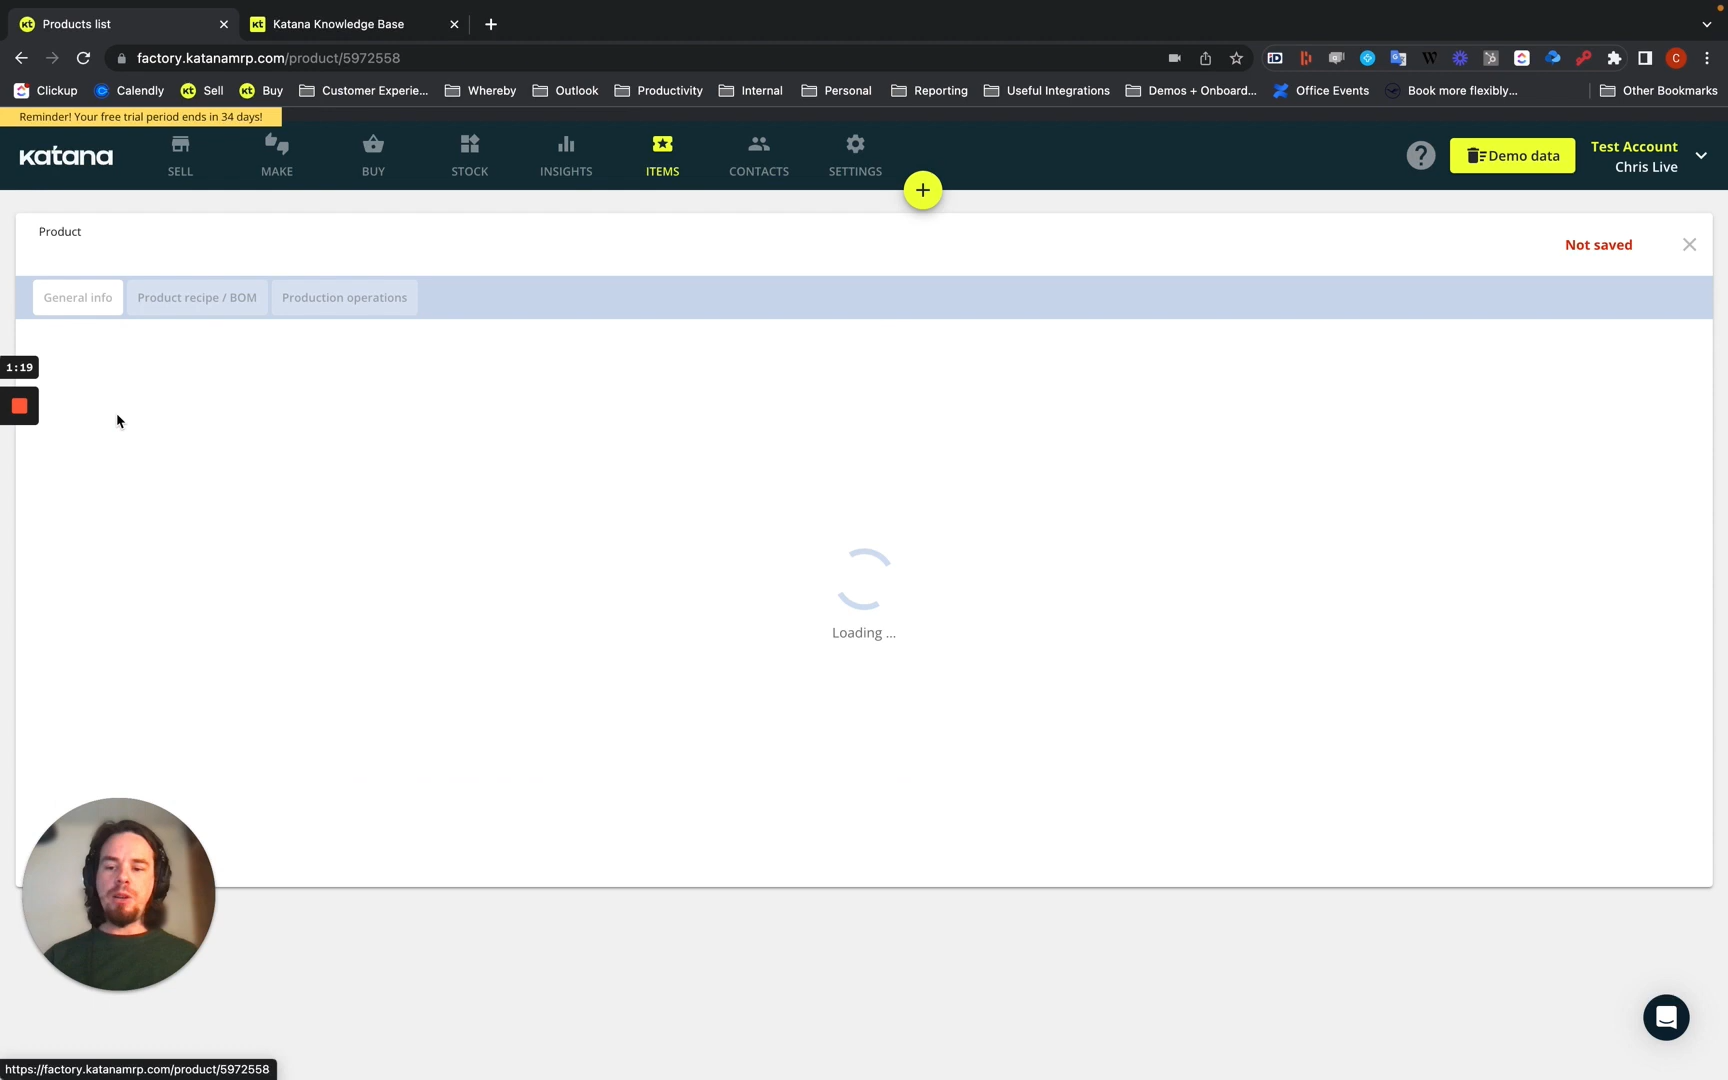 Products list
Katana Knowledge Base
factory.katanamrp.com/product/5972558
Clickup
Calendly
Sell
Buy
Customer Experie...
Whereby
Outlook
Productivity
Internal
Personal
Reporting
Useful Integrations
Demos + Onboard...
Office Events
Book more flexibly...
Other Bookmarks
Reminder! Your free trial period ends in 34 days!
katana
SELL
MAKE
BUY
STOCK
INSIGHTS
ITEMS
CONTACTS
SETTINGS
Demo data
Test Account
Chris Live
Product
Not saved
General info
Product recipe / BOM
Production operations
1:19
Loading ...
https://factory.katanamrp.com/product/5972558